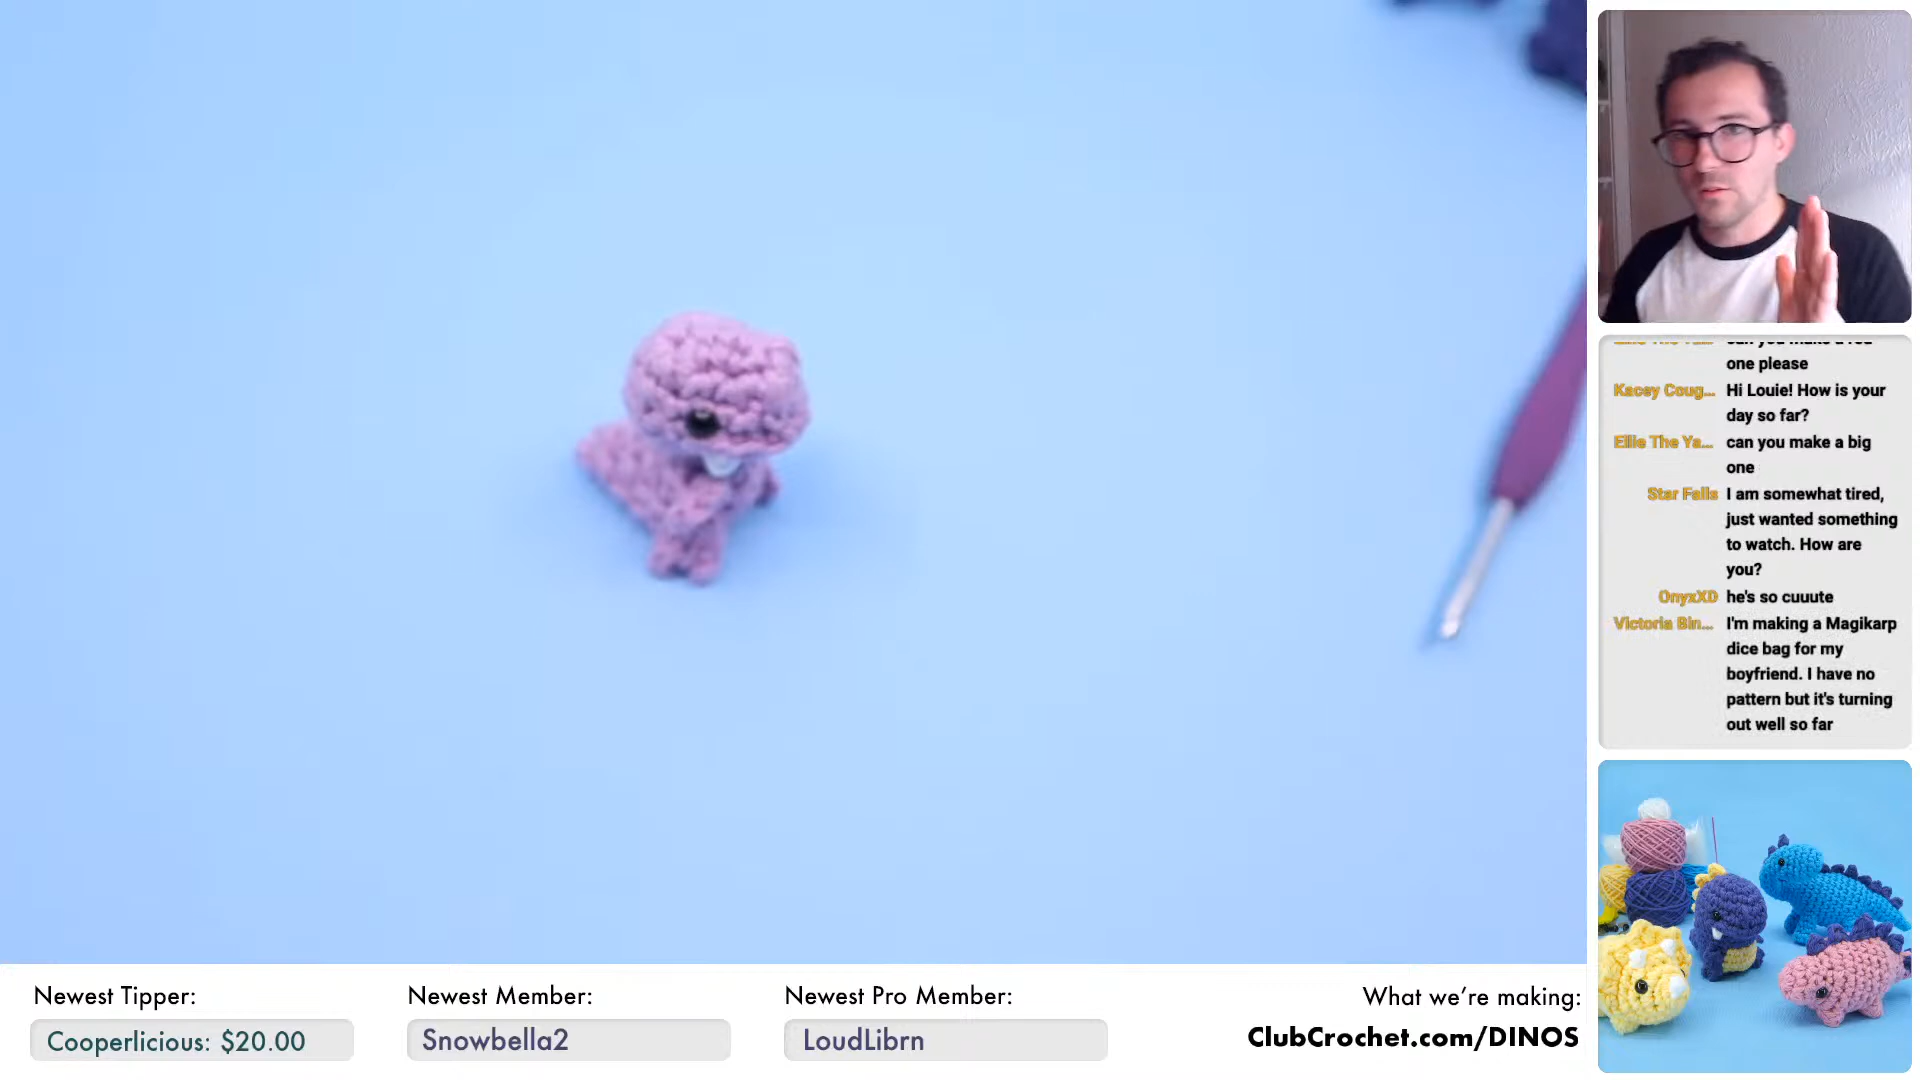 one please
Kacey Coug... Hi Louie! How is your
day so far?
Ellie The Ya... can you make a big
one
Star Falls I am somewhat tired,
just wanted something
to watch. How are
you?
OnyxXD he's so cuuute
Victoria Bin... I'm making a Magikarp
dice bag for my
boyfriend. I have no
pattern but it's turning
out well so far
Newest Tipper:
Cooperlicious: $20.00
Newest Member:
Snowbella2
Newest Pro Member:
LoudLibrn
What we're making:
ClubCrochet.com/DINOS